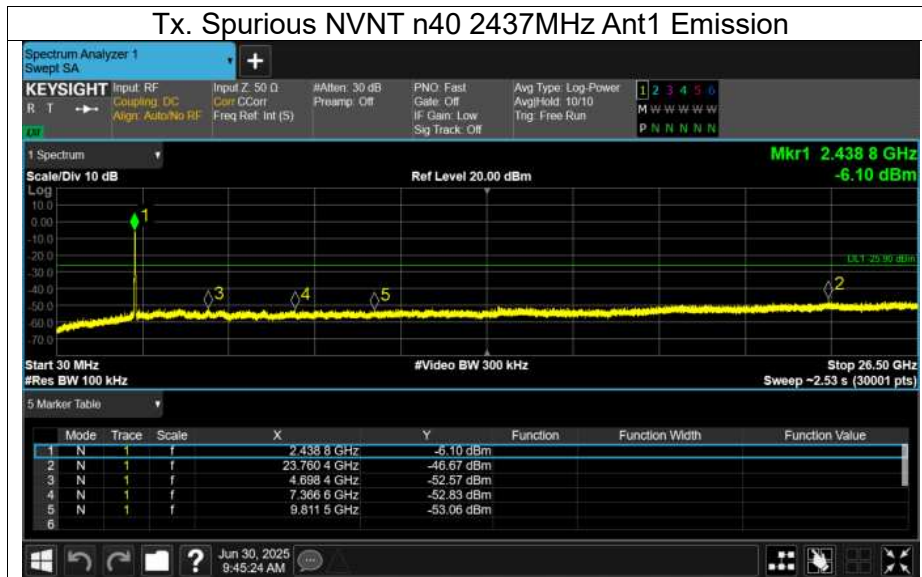 Tx. Spurious NVNT n40 2437MHz Ant1 Emission
Spectrum Analyzer 1
Swept SA
+
KEYSIGHT Input: RF Input Z: 50 Ω #Atten: 30 dB PNO: Fast Avg Type: Log-Power 1 2 3 4 5 6
R T Coupling: DC Corr CCorr Preamp: Off Gate: Off Avg|Hold: 10/10 M W W W W W
Align: Auto/No RF Freq Ref: Int (S) IF Gain: Low Trig: Free Run
Sig Track: Off P N N N N N
1 Spectrum Mkr1 2.438 8 GHz
Scale/Div 10 dB Ref Level 20.00 dBm -6.10 dBm
Log
10.0
0.00 1
-10.0
-20.0 DL1 -25.90 dBm
-30.0
-40.0 3 4 5 2
-50.0
-60.0
-70.0
Start 30 MHz #Video BW 300 kHz Stop 26.50 GHz
#Res BW 100 kHz Sweep ~2.53 s (30001 pts)
5 Marker Table
Mode Trace Scale X Y Function Function Width Function Value
1 N 1 f 2.438 8 GHz -6.10 dBm
2 N 1 f 23.760 4 GHz -46.67 dBm
3 N 1 f 4.698 4 GHz -52.57 dBm
4 N 1 f 7.366 6 GHz -52.83 dBm
5 N 1 f 9.811 5 GHz -53.06 dBm
6
? Jun 30, 2025
9:45:24 AM